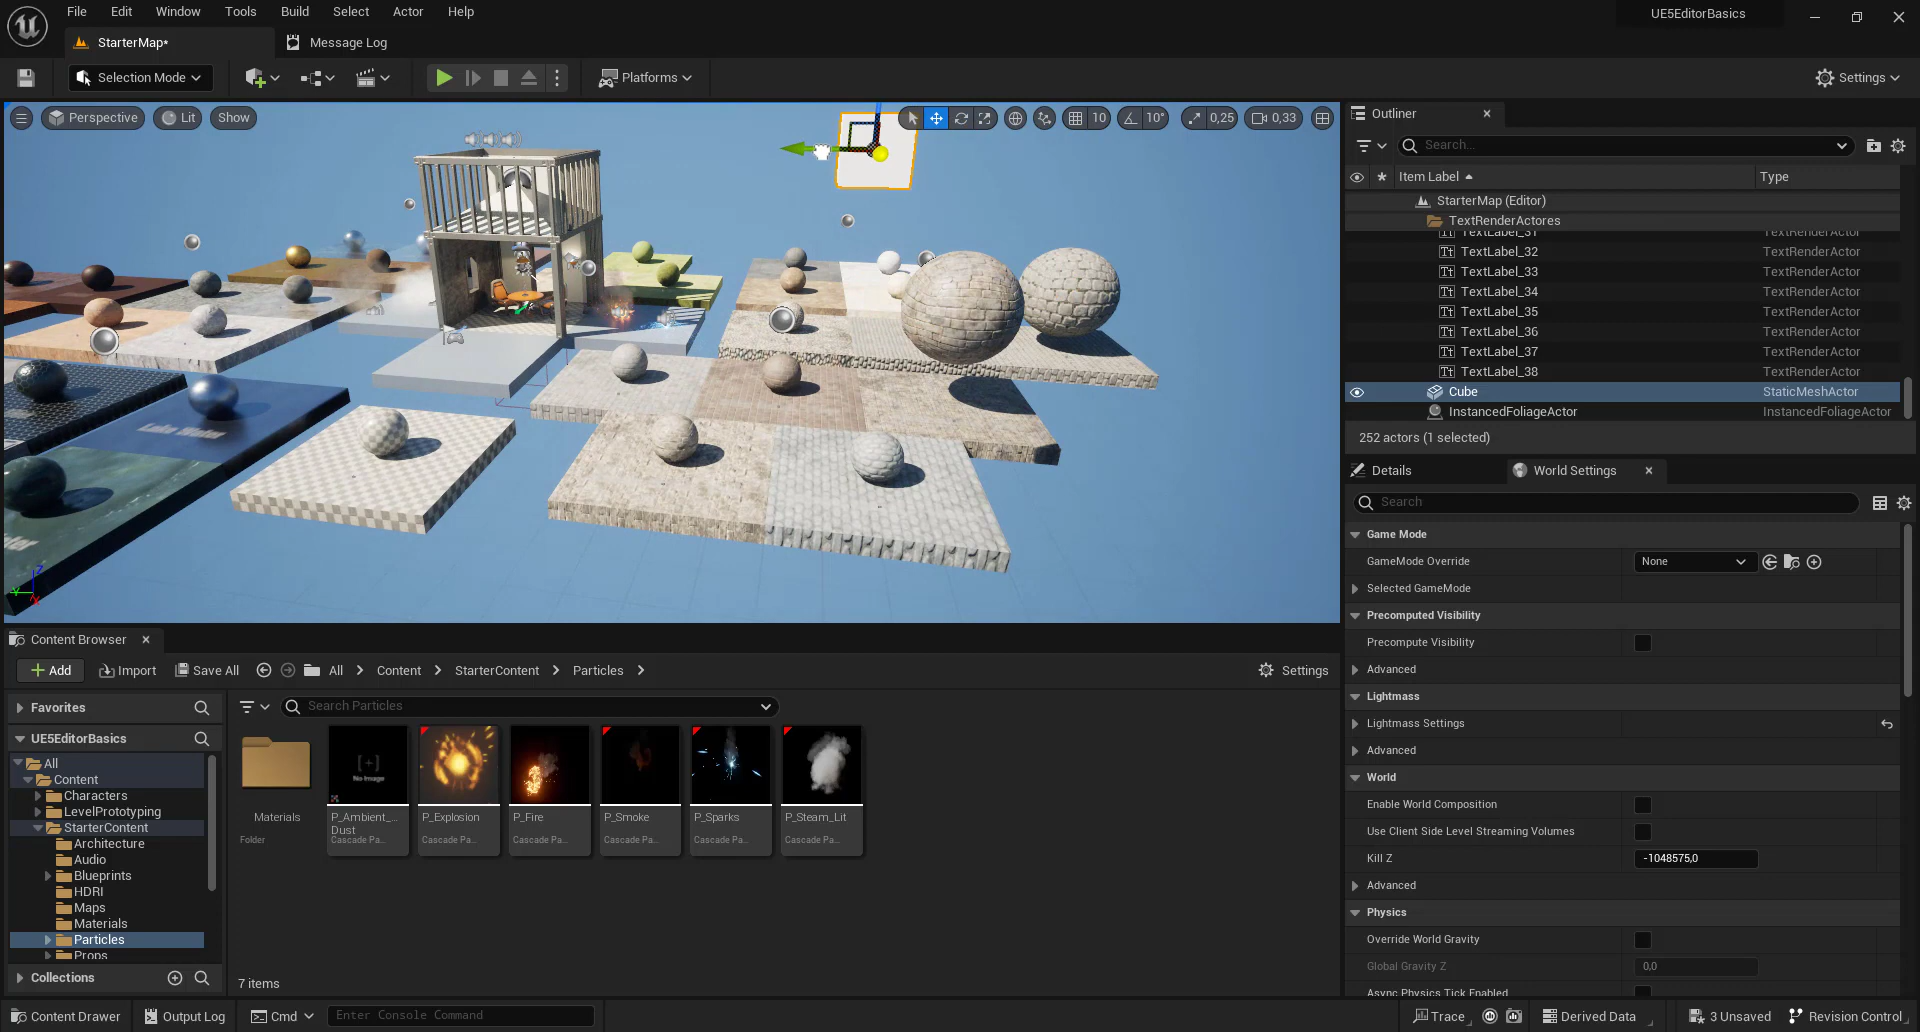 File Edit Window Tools Build Select Actor Help
UE5EditorBasics
StarterMap*
Message Log
Selection Mode
Platforms
Settings
Perspective
Lit
Show
10
10°
0,25
0,33
Outliner
Search...
Item Label
Type
StarterMap (Editor)
TextRenderActores
TextLabel_31 TextRenderActor
TextLabel_32 TextRenderActor
TextLabel_33 TextRenderActor
TextLabel_34 TextRenderActor
TextLabel_35 TextRenderActor
TextLabel_36 TextRenderActor
TextLabel_37 TextRenderActor
TextLabel_38 TextRenderActor
Cube StaticMeshActor
InstancedFoliageActor InstancedFoliageActor
252 actors (1 selected)
Details
World Settings
Search
Game Mode
GameMode Override None
Selected GameMode
Precomputed Visibility
Precompute Visibility
Advanced
Lightmass
Lightmass Settings
Advanced
World
Enable World Composition
Use Client Side Level Streaming Volumes
Kill Z -1048575,0
Advanced
Physics
Override World Gravity
Global Gravity Z 0,0
Async Physics Tick Enabled
Content Browser
Add
Import
Save All
All
Content
StarterContent
Particles
Settings
Favorites
UE5EditorBasics
All
Content
Characters
LevelPrototyping
StarterContent
Architecture
Audio
Blueprints
HDRI
Maps
Materials
Particles
Props
Collections
Search Particles
No Image
Materials
Folder
P_Ambient_...
Dust
Cascade Pa...
P_Explosion
Cascade Pa...
P_Fire
Cascade Pa...
P_Smoke
Cascade Pa...
P_Sparks
Cascade Pa...
P_Steam_Lit
Cascade Pa...
7 items
Content Drawer
Output Log
Cmd
Enter Console Command
Trace
Derived Data
3 Unsaved
Revision Control